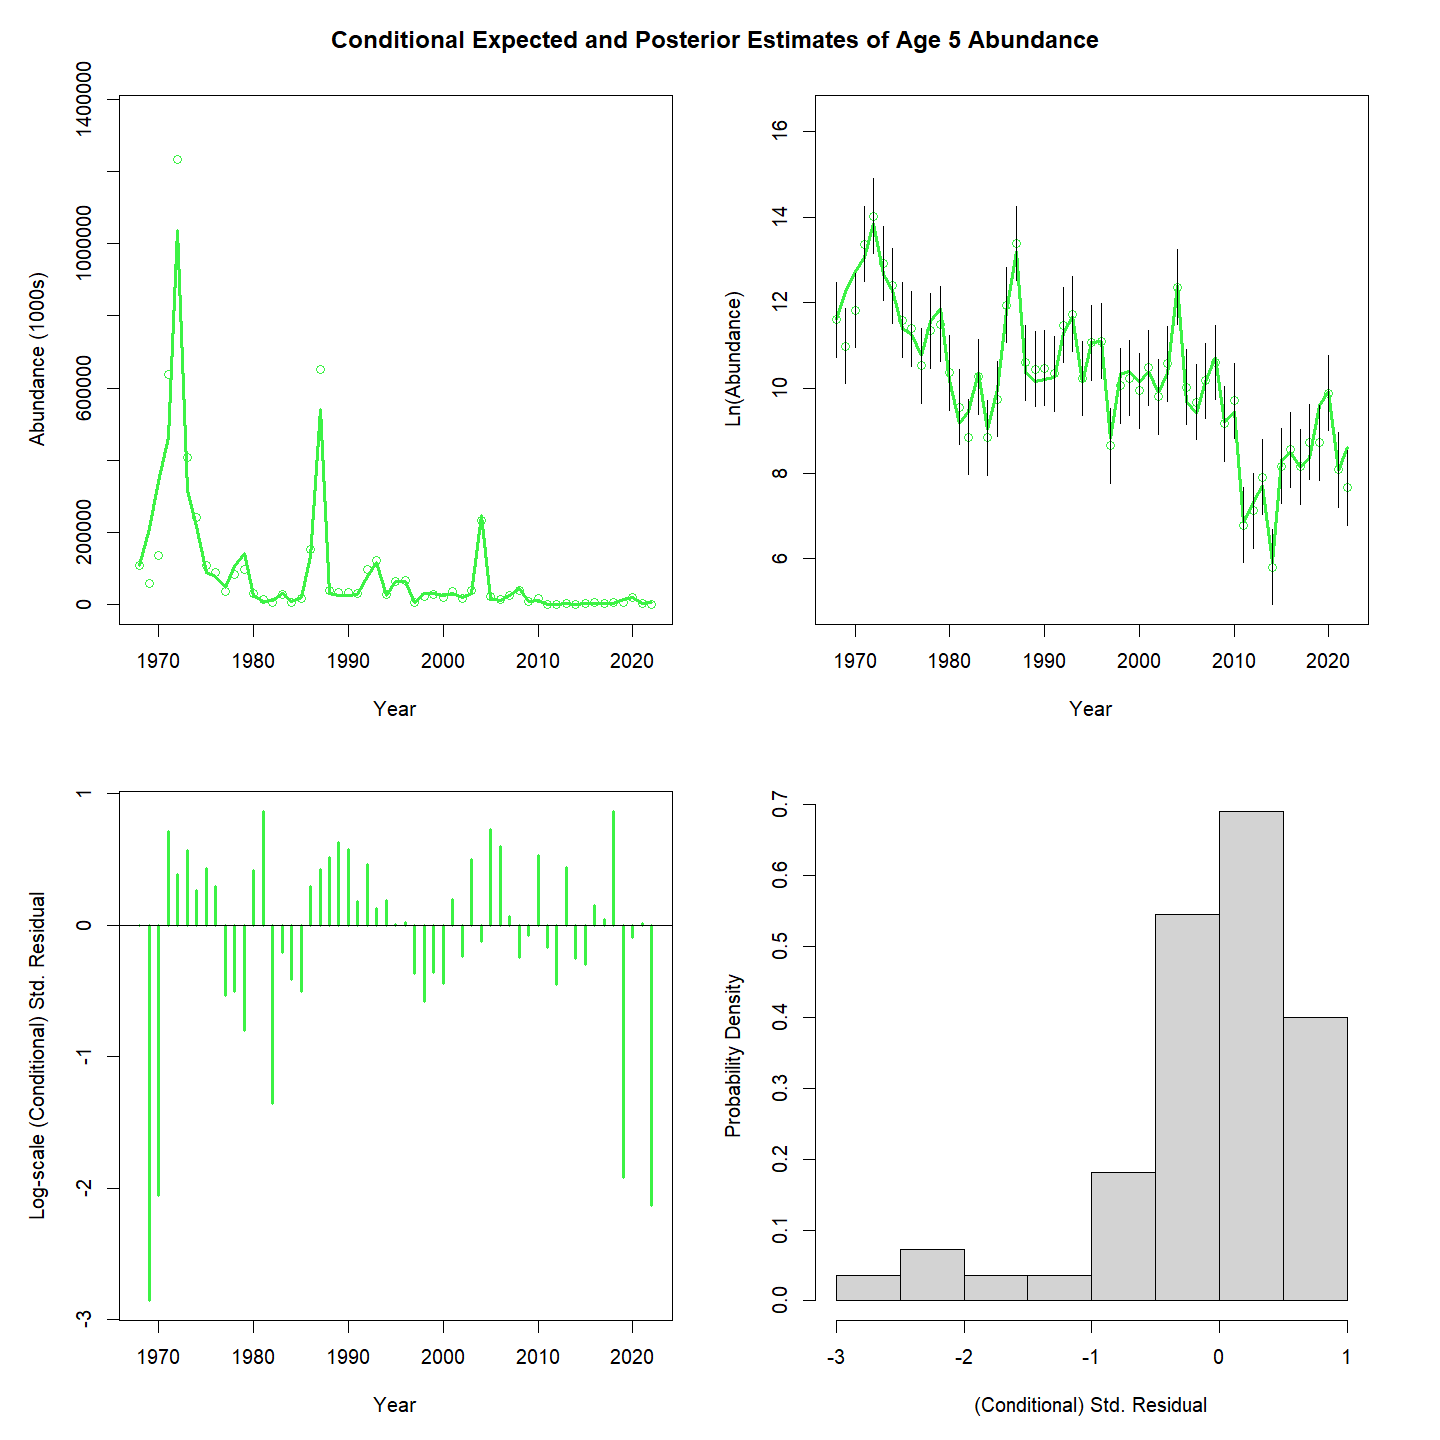 Conditional Expected and Posterior Estimates of Age 5 Abundance
Abundance (1000s)
1400000
1000000
600000
200000
0
1970 1980 1990 2000 2010 2020
Year
Ln(Abundance)
16
14
12
10
8
6
1970 1980 1990 2000 2010 2020
Year
Log-scale (Conditional) Std. Residual
1
0
-1
-2
-3
1970 1980 1990 2000 2010 2020
Year
Probability Density
0.7
0.6
0.5
0.4
0.3
0.2
0.1
0.0
-3 -2 -1 0 1
(Conditional) Std. Residual